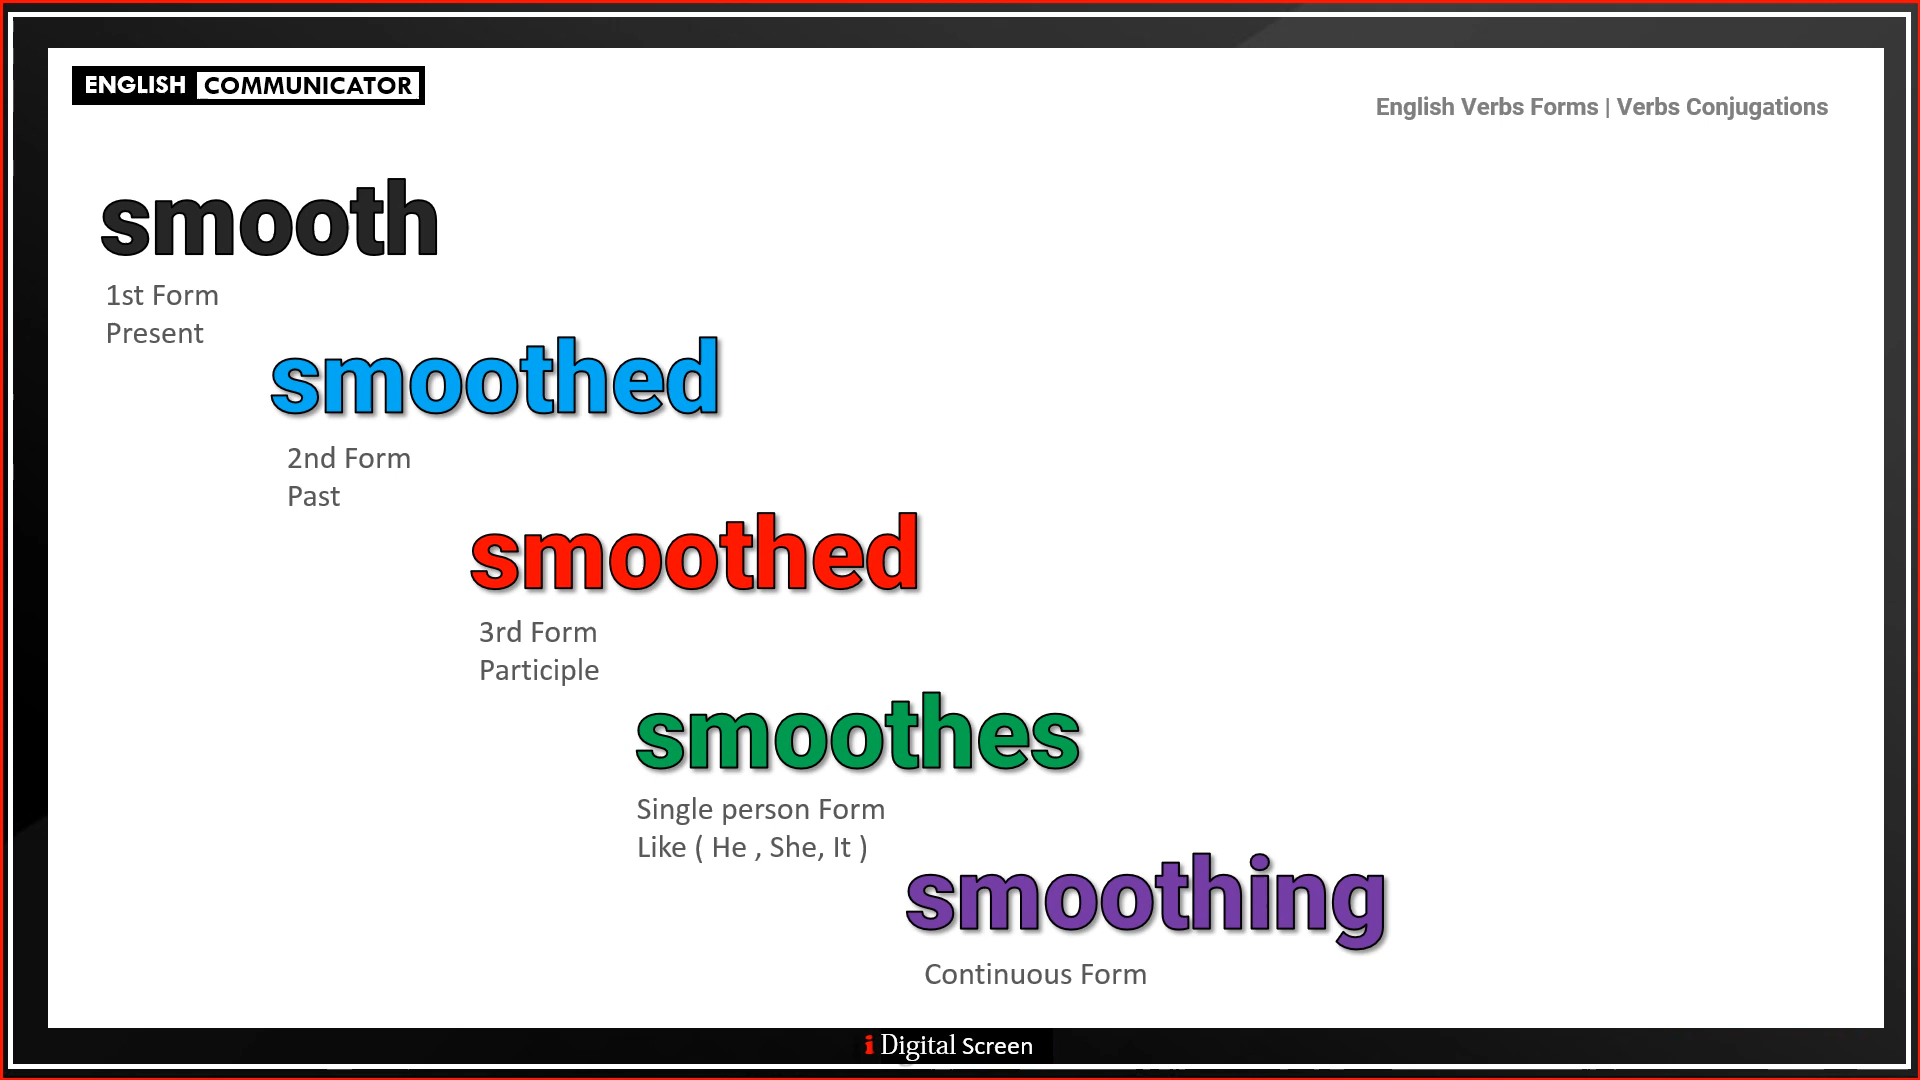 ENGLISH COMMUNICATOR
English Verbs Forms | Verbs Conjugations
smooth
1st Form
Present
smoothed
2nd Form
Past
smoothed
3rd Form
Participle
smoothes
Single person Form
Like ( He , She, It )
smoothing
Continuous Form
i Digital Screen